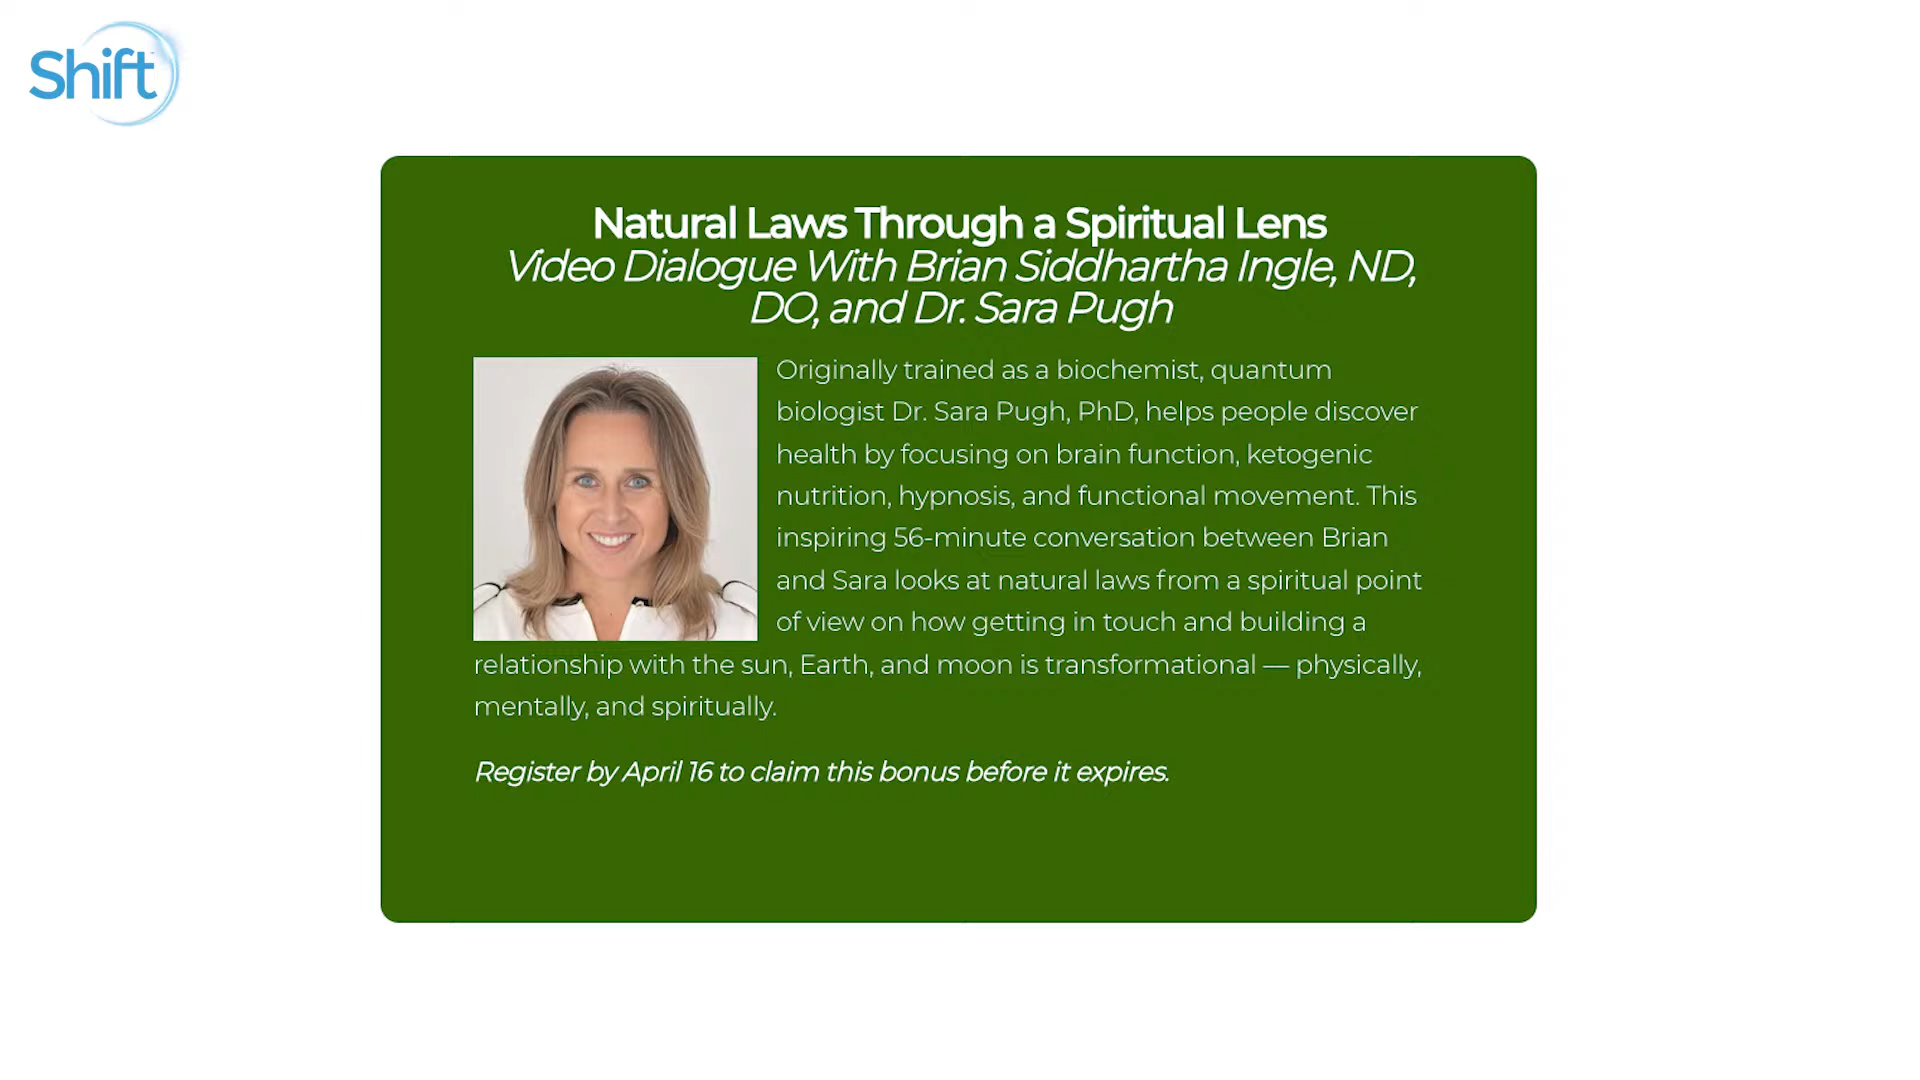 Shift
Natural Laws Through a Spiritual Lens
Video Dialogue With Brian Siddhartha Ingle, ND,
DO, and Dr. Sara Pugh
Originally trained as a biochemist, quantum
biologist Dr. Sara Pugh, PhD, helps people discover
health by focusing on brain function, ketogenic
nutrition, hypnosis, and functional movement. This
inspiring 56-minute conversation between Brian
and Sara looks at natural laws from a spiritual point
of view on how getting in touch and building a
relationship with the sun, Earth, and moon is transformational — physically,
mentally, and spiritually.
Register by April 16 to claim this bonus before it expires.